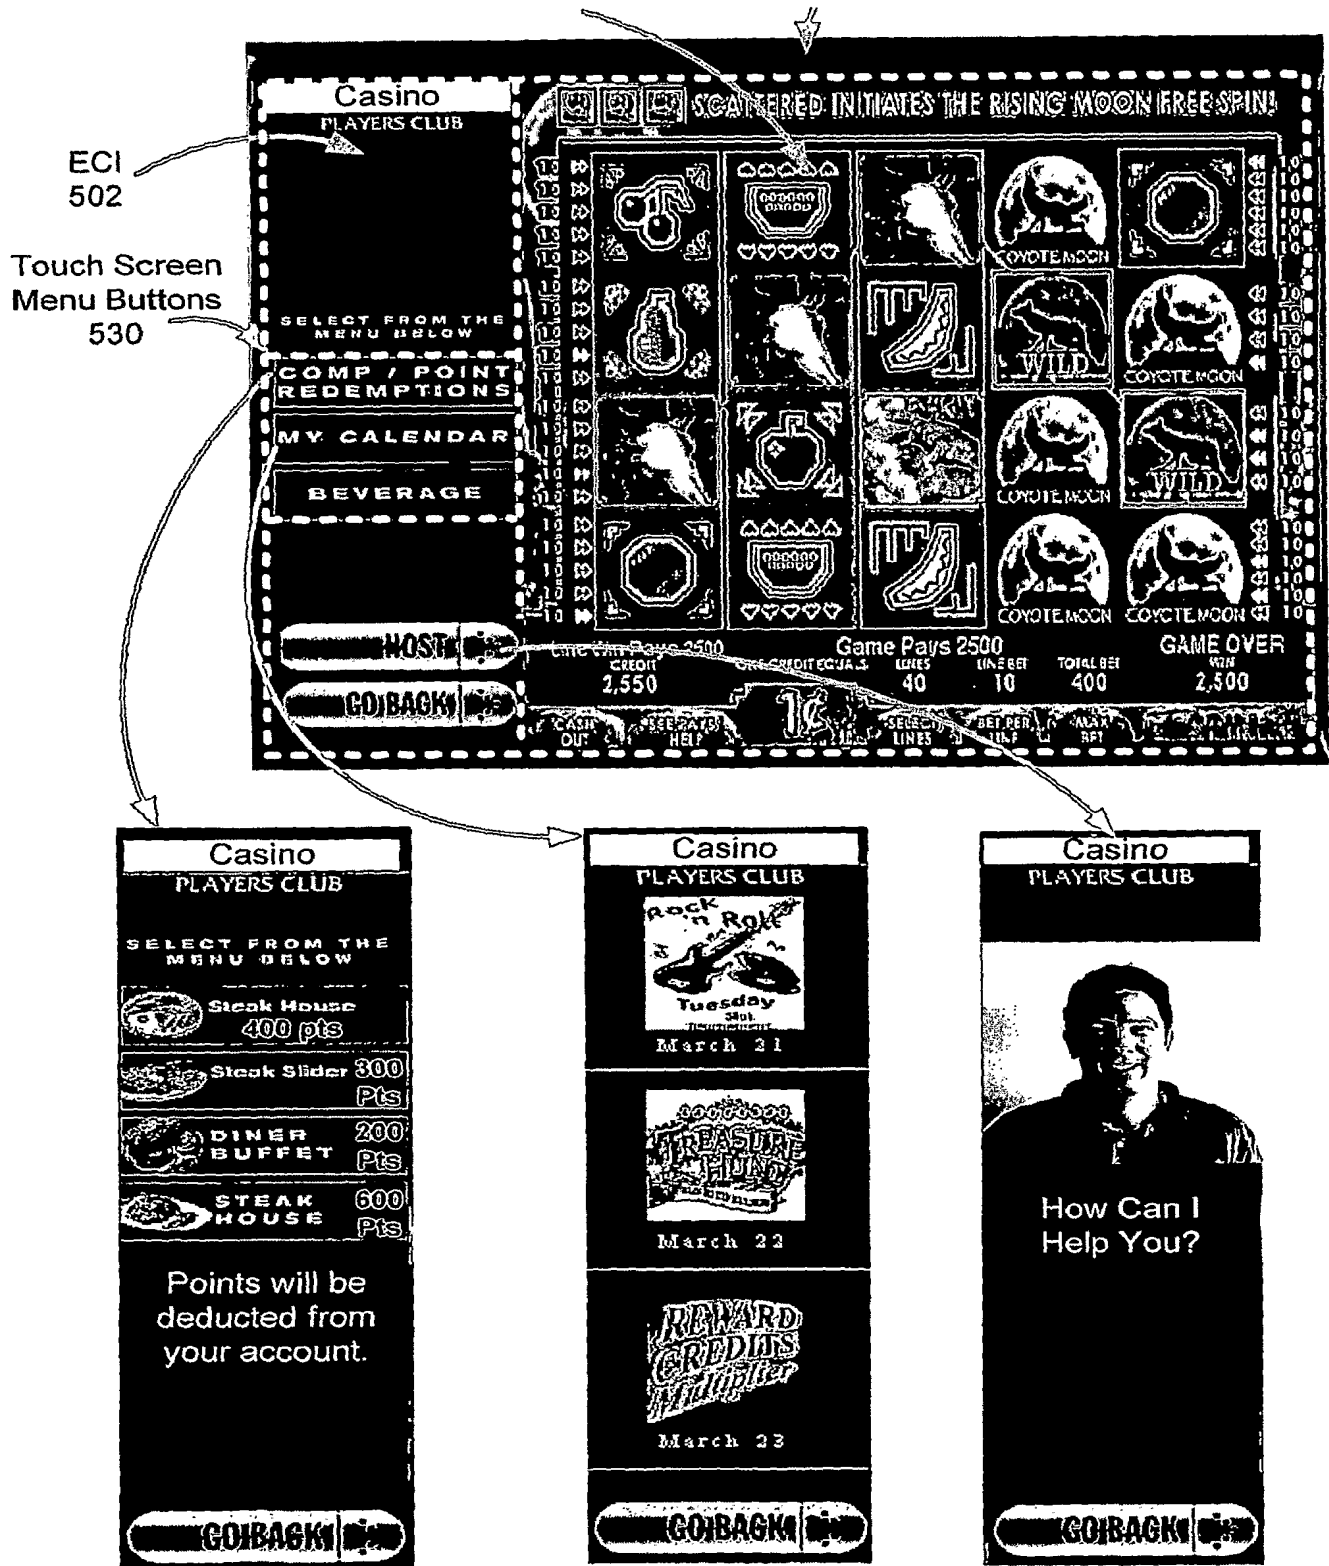 Casino
PLAYERS CLUB
ECI
502
Touch Screen
Menu Buttons
530
SELECT FROM THE
MENU BELOW
COMP / POINT
REDEMPTIONS
MY CALENDAR
BEVERAGE
HOST
GO BACK
SCATTERED INITIATES THE RISING MOON FREE SPIN!
COYOTE MOON
WILD
COYOTE MOON
COYOTE MOON
WILD
COYOTE MOON
COYOTE MOON
Game Pays 2500
GAME OVER
CREDIT
2,550
CREDIT EQUALS
1¢
LINES
40
LINE BET
10
TOTAL BET
400
WIN
2,500
CASH
OUT
SEE PAYS
HELP
SELECT
LINES
BET PER
LINE
MAX
BET
Casino
PLAYERS CLUB
SELECT FROM THE
MENU BELOW
Steak House
400 pts
Steak Slider 300
Pts
DINER
BUFFET
200
Pts
STEAK
HOUSE
600
Pts
Points will be
deducted from
your account.
GO BACK
Casino
PLAYERS CLUB
Rock
'n Roll
Tuesday
Slot
Tournament
March 21
TREASURE
HUNT
March 22
REWARD
CREDITS
Multiplier
March 23
GO BACK
Casino
PLAYERS CLUB
How Can I
Help You?
GO BACK